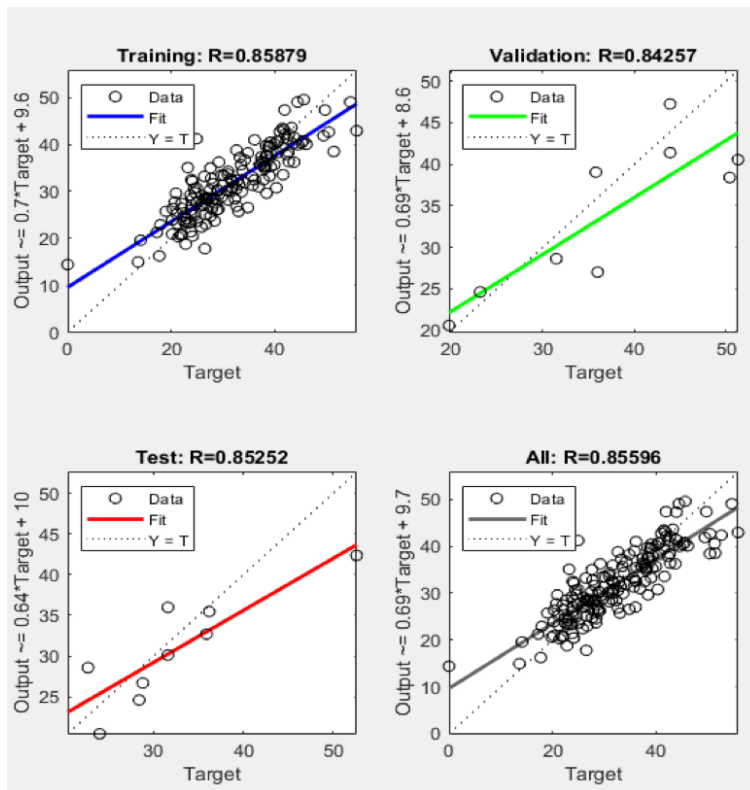 Training: R=0.85879
Output ~= 0.7*Target + 9.6
Data
Fit
Y = T
50
40
30
20
10
0
0
20
40
Target
Validation: R=0.84257
Output ~= 0.69*Target + 8.6
Data
Fit
Y = T
50
45
40
35
30
25
20
20
30
40
50
Target
Test: R=0.85252
Output ~= 0.64*Target + 10
Data
Fit
Y = T
50
45
40
35
30
25
30
40
50
Target
All: R=0.85596
Output ~= 0.69*Target + 9.7
Data
Fit
Y = T
50
40
30
20
10
0
0
20
40
Target